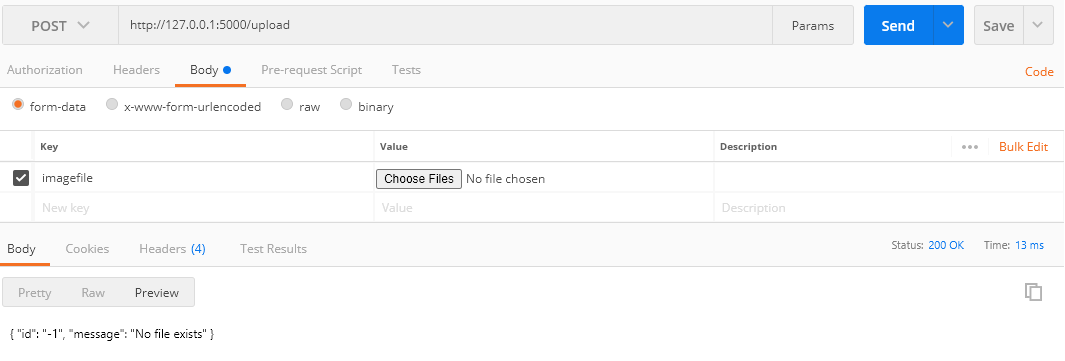 POST http://127.0.0.1:5000/upload Params Send Save
Authorization Headers Body Pre-request Script Tests Code
form-data x-www-form-urlencoded raw binary
Key Value Description Bulk Edit
imagefile Choose Files No file chosen
New key Value Description
Body Cookies Headers (4) Test Results Status: 200 OK Time: 13 ms
Pretty Raw Preview
{ "id": "-1", "message": "No file exists" }